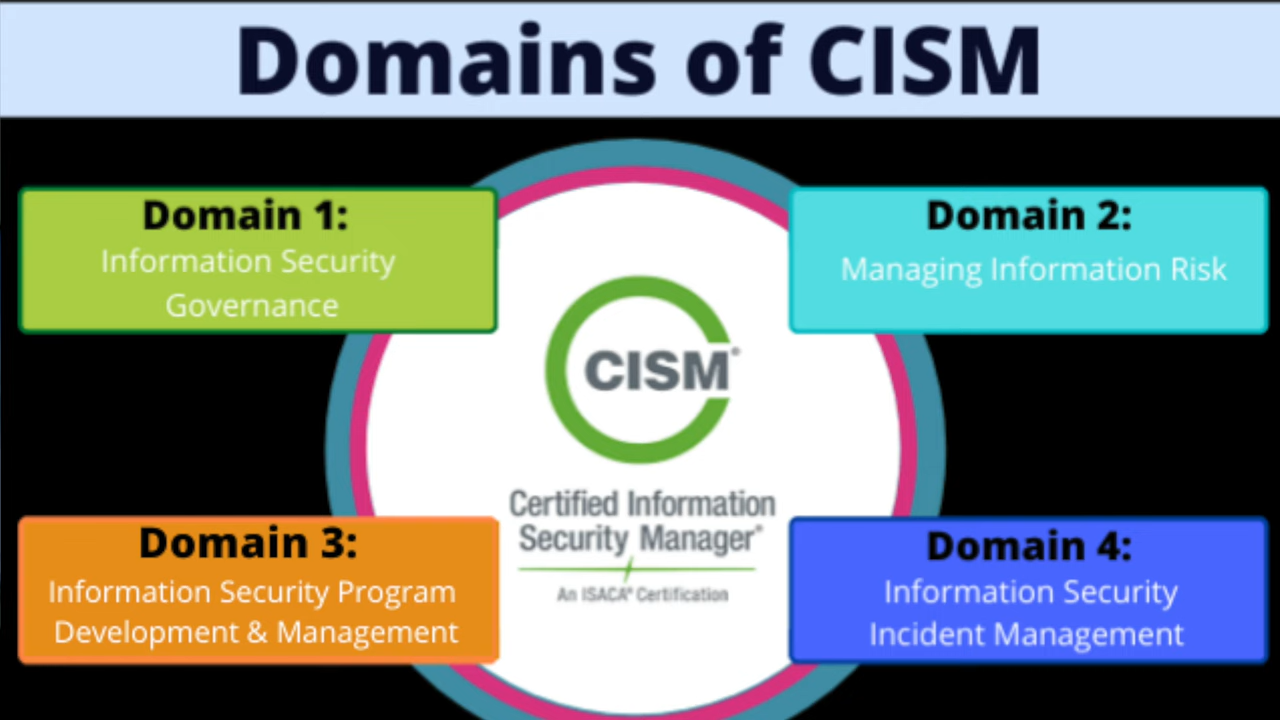 Domains of CISM
Domain 1:
Information Security
Governance
Domain 2:
Managing Information Risk
CISM®
Certified Information
Security Manager®
An ISACA® Certification
Domain 3:
Information Security Program
Development & Management
Domain 4:
Information Security
Incident Management